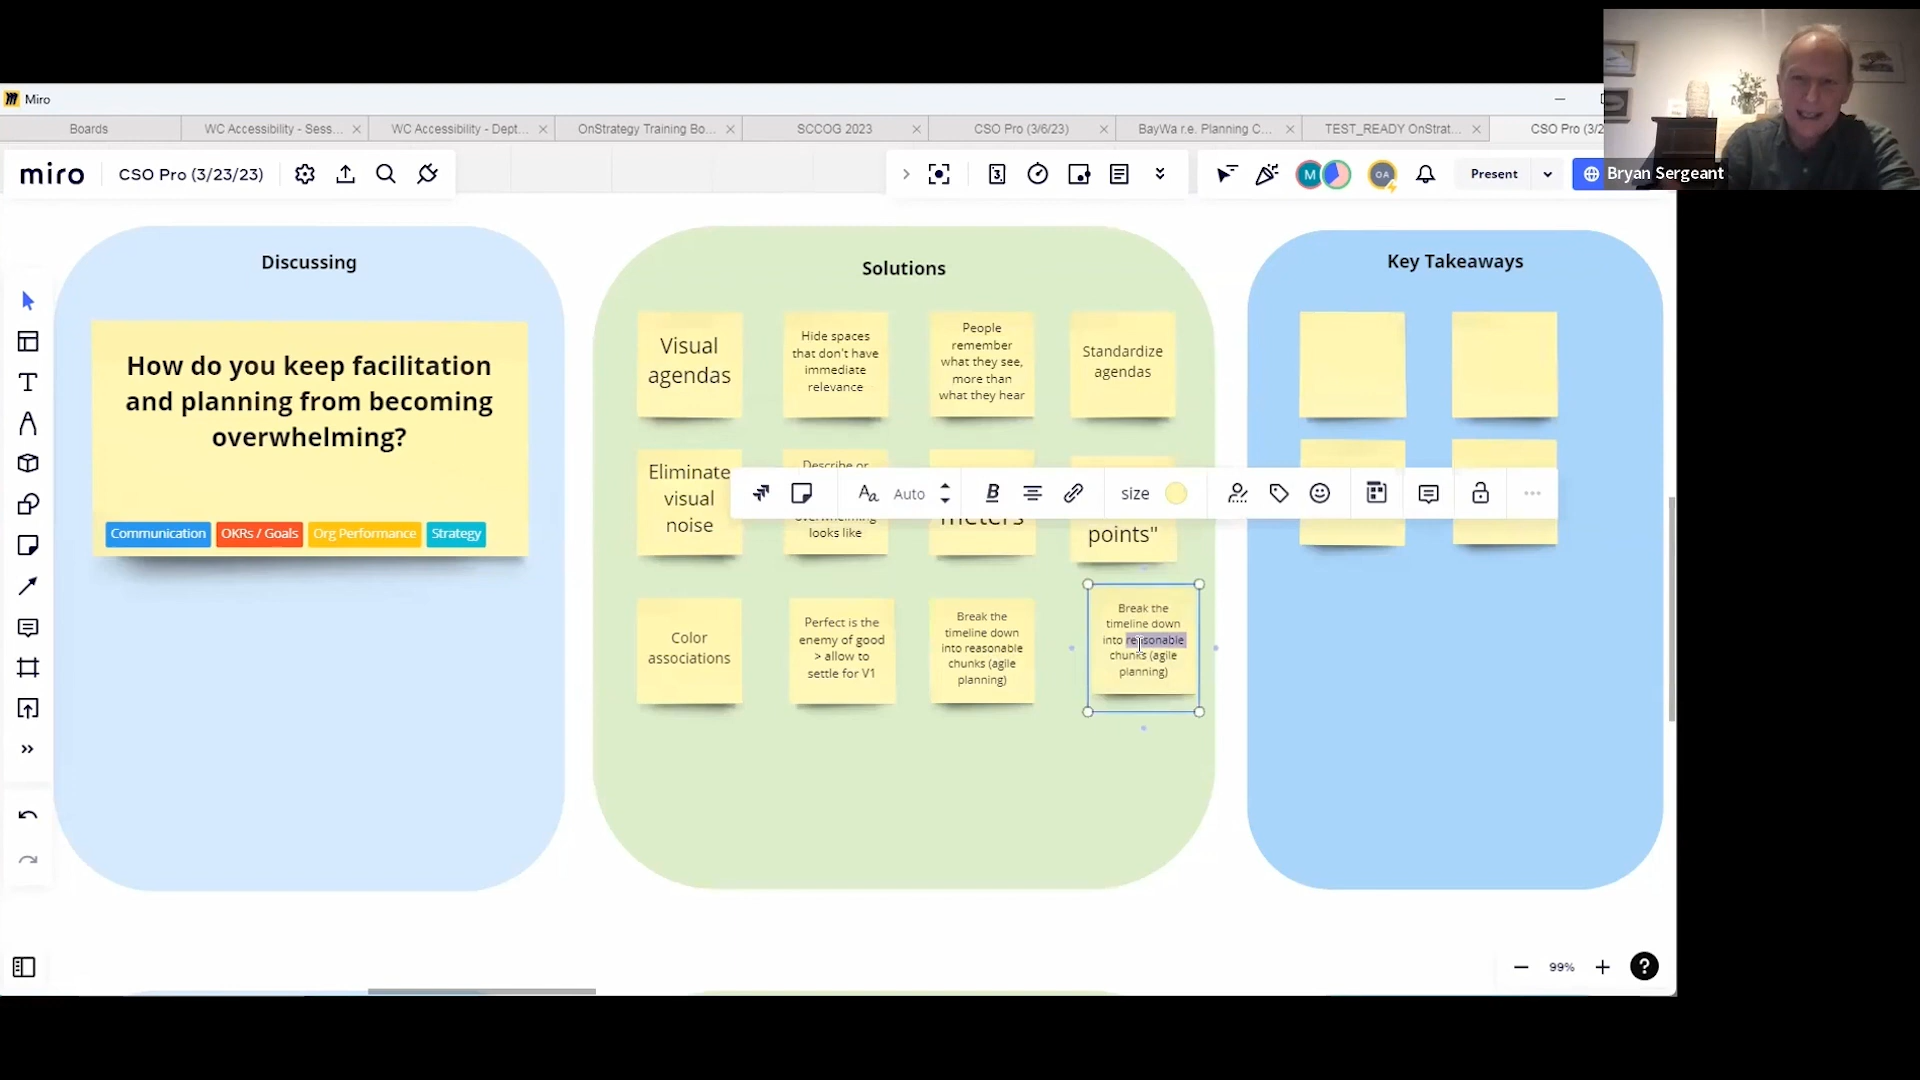 Miro
Boards
WC Accessibility - Sess...
WC Accessibility - Dept...
OnStrategy Training Bo...
SCCOG 2023
CSO Pro (3/6/23)
BayWa r.e. Planning C...
TEST_READY OnStrat...
CSO Pro (3/2
miro
CSO Pro (3/23/23)
3
M
OA
Present
Bryan Sergeant
Discussing
How do you keep facilitation
and planning from becoming
overwhelming?
Communication
OKRs / Goals
Org Performance
Strategy
Solutions
Visual
agendas
Hide spaces
that don't have
immediate
relevance
People
remember
what they see,
more than
what they hear
Standardize
agendas
Eliminate
visual
noise
Describe or
overwhelming
looks like
meters
points"
Aa
Auto
B
size
Color
associations
Perfect is the
enemy of good
> allow to
settle for V1
Break the
timeline down
into reasonable
chunks (agile
planning)
Break the
timeline down
into reasonable
chunks (agile
planning)
Key Takeaways
99%
?